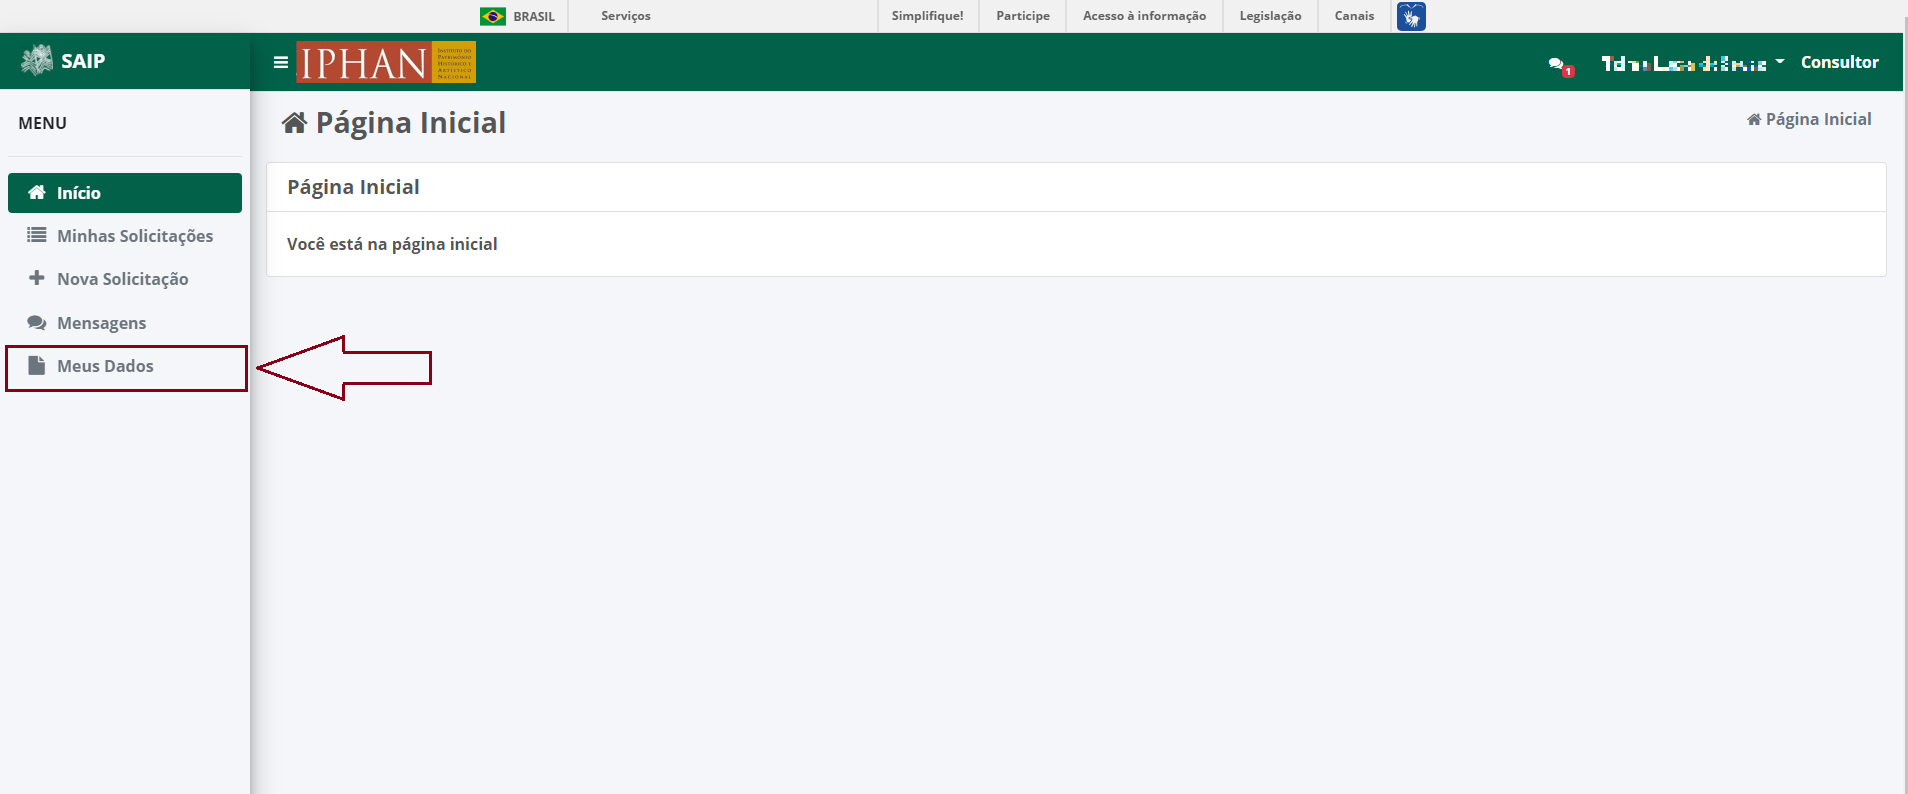 BRASIL
Serviços
Simplifique!
Participe
Acesso à informação
Legislação
Canais
SAIP
IPHAN
INSTITUTO DO
PATRIMÔNIO
HISTÓRICO E
ARTÍSTICO
NACIONAL
1
Consultor
MENU
Início
Minhas Solicitações
Nova Solicitação
Mensagens
Meus Dados
Página Inicial
Página Inicial
Página Inicial
Você está na página inicial